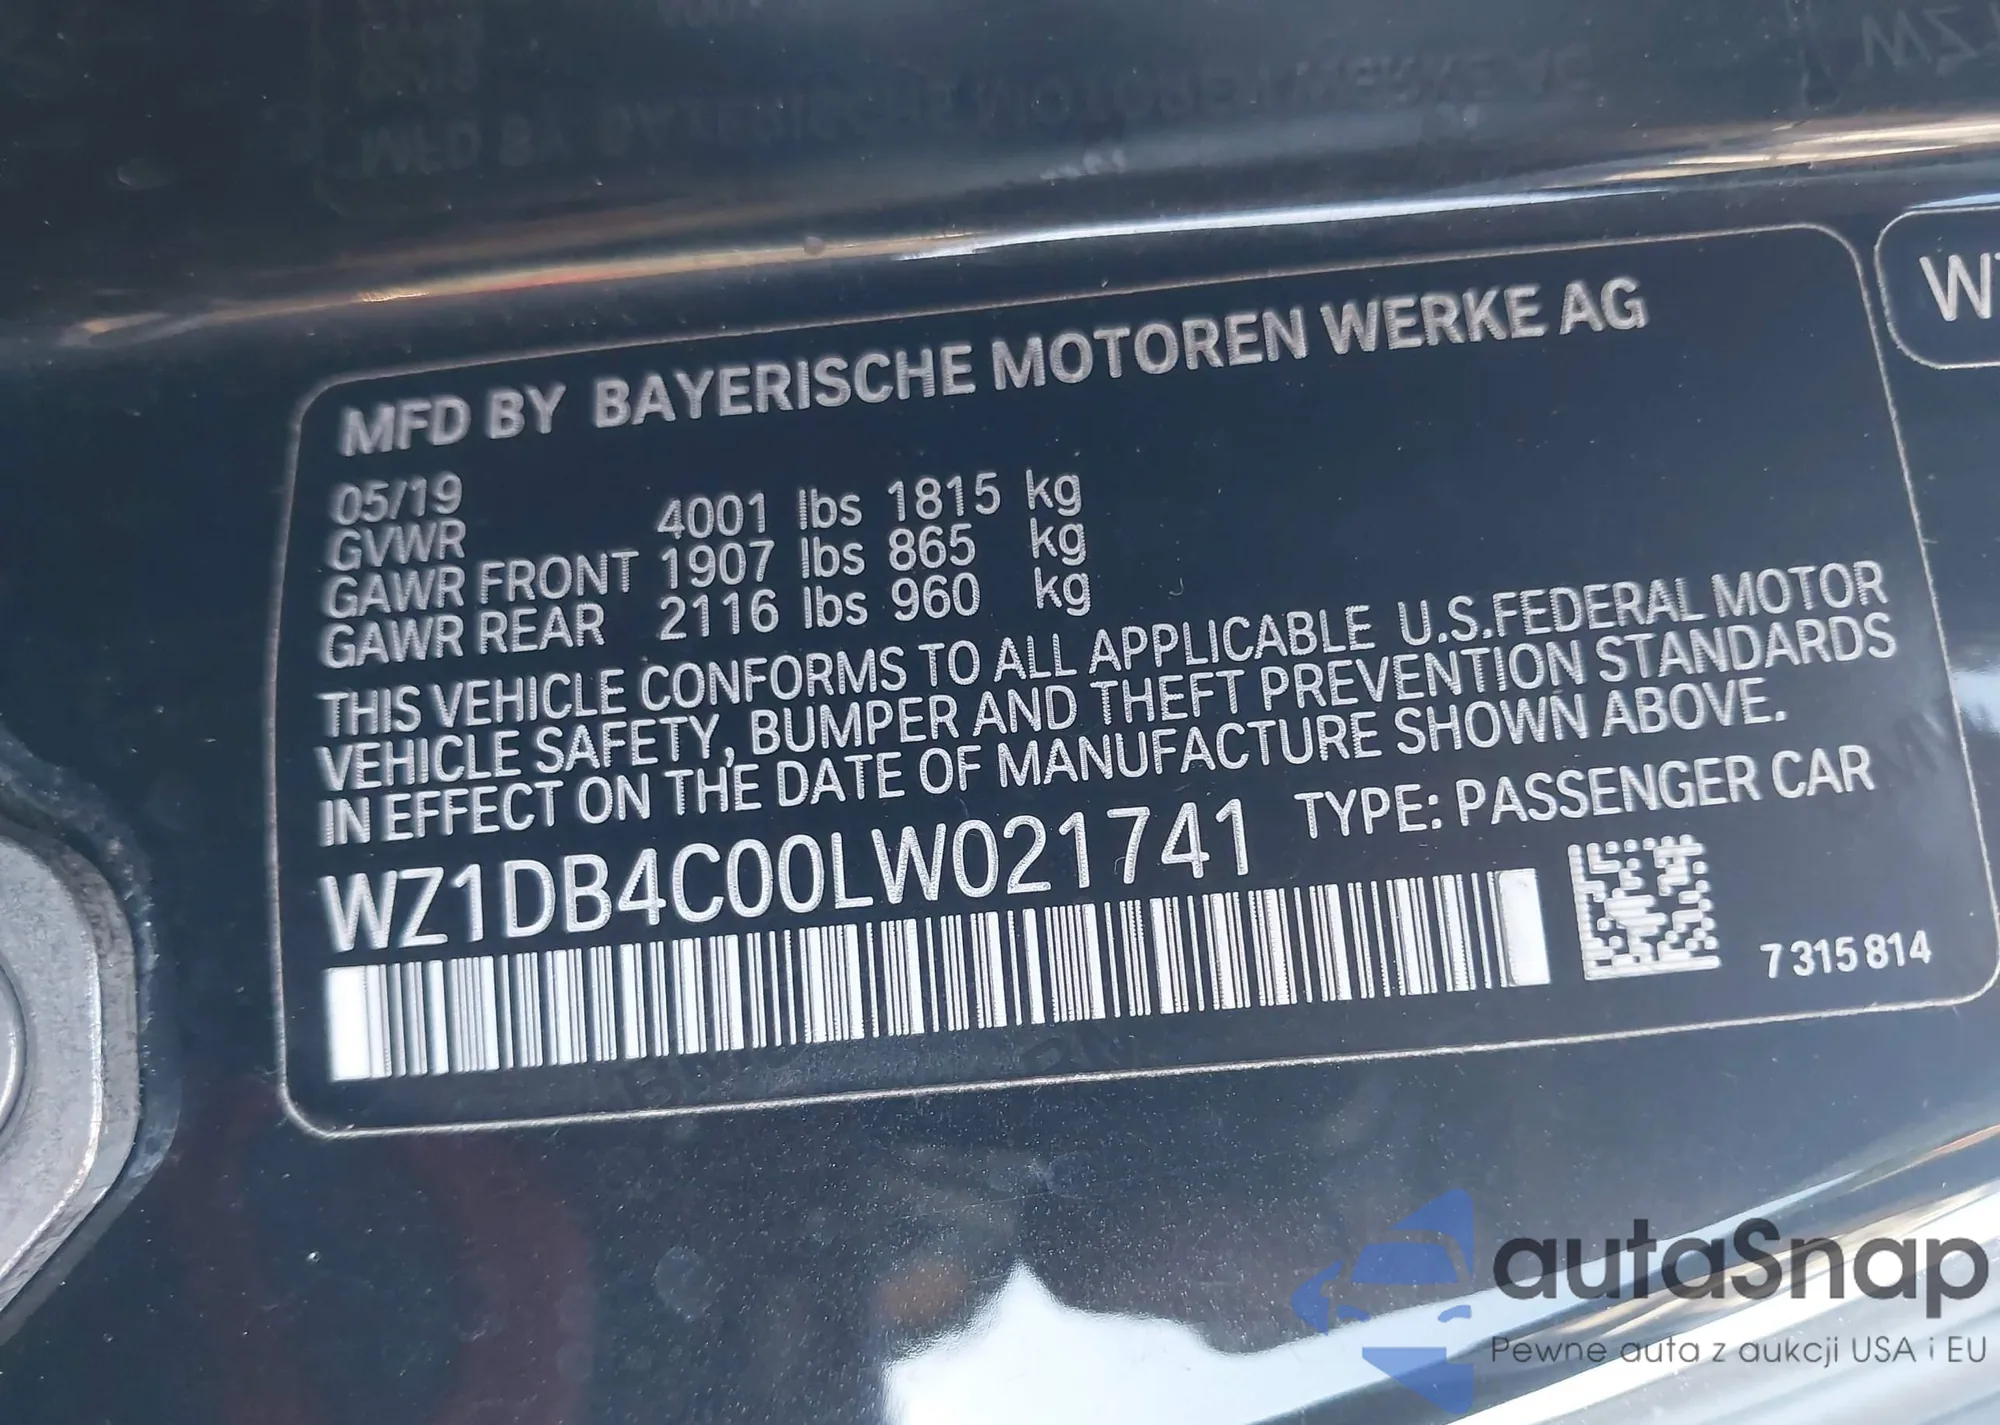 MFD BY BAYERISCHE MOTOREN WERKE AG
05/19
GVWR 4001 lbs 1815 kg
GAWR FRONT 1907 lbs 865 kg
GAWR REAR 2116 lbs 960 kg
THIS VEHICLE CONFORMS TO ALL APPLICABLE U.S.FEDERAL MOTOR
VEHICLE SAFETY, BUMPER AND THEFT PREVENTION STANDARDS
IN EFFECT ON THE DATE OF MANUFACTURE SHOWN ABOVE.
WZ1DB4C00LW021741 TYPE: PASSENGER CAR
7 315 814
autaSnap
Pewne auta z aukcji USA i EU